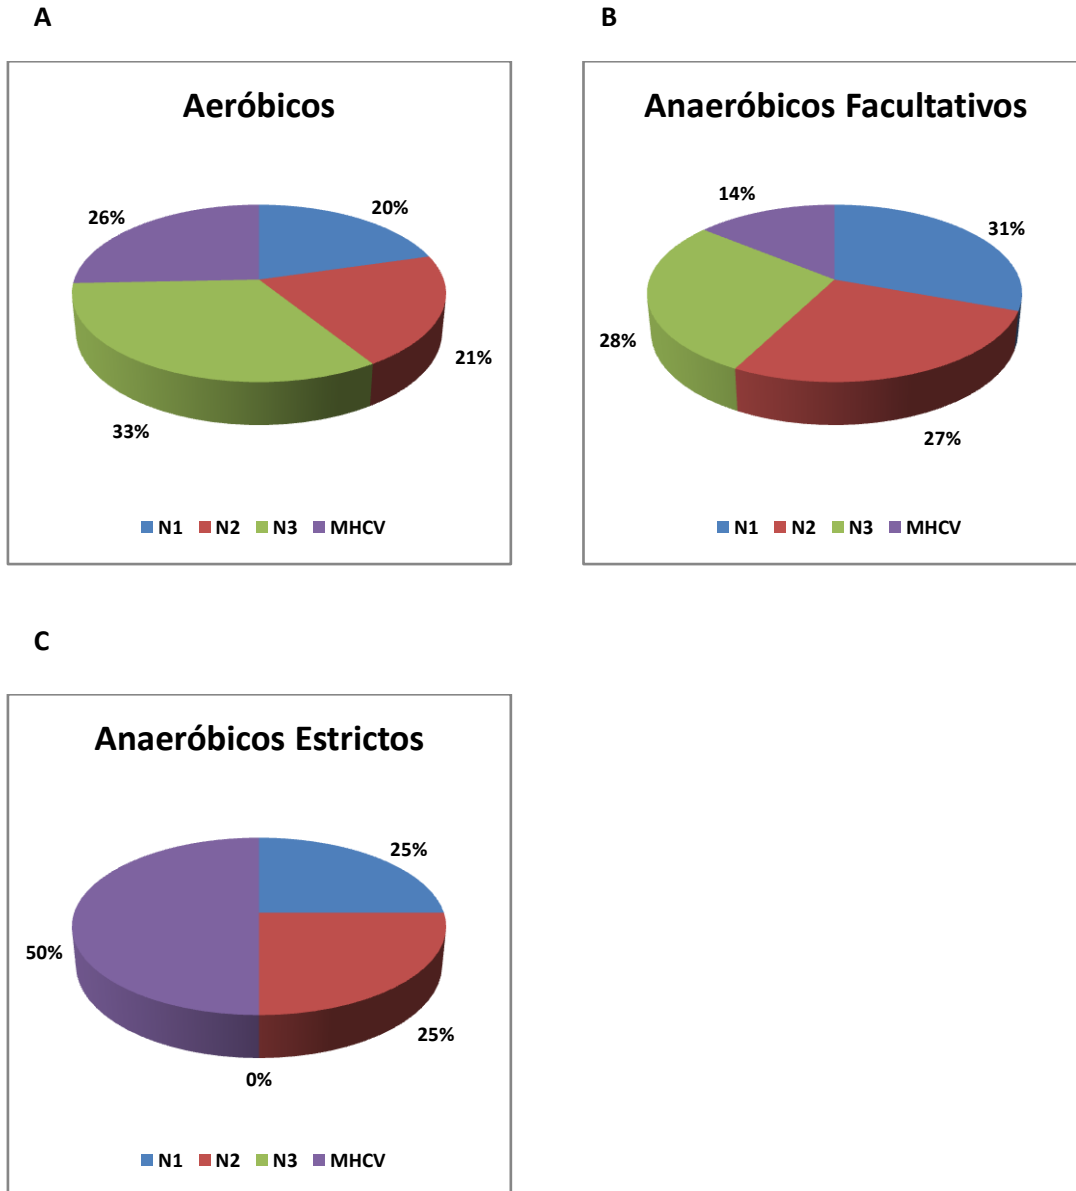 A
Aeróbicos
26%
20%
21%
33%
N1 N2 N3 MHCV
B
Anaeróbicos Facultativos
14%
31%
28%
27%
N1 N2 N3 MHCV
C
Anaeróbicos Estrictos
25%
50%
25%
0%
N1 N2 N3 MHCV